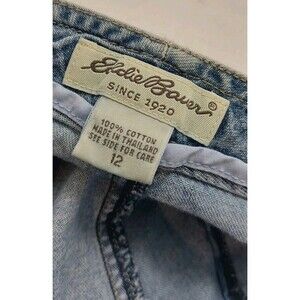 Eddie Bauer®
SINCE 1920
100% COTTON
MADE IN THAILAND
SEE SIDE FOR CARE
12